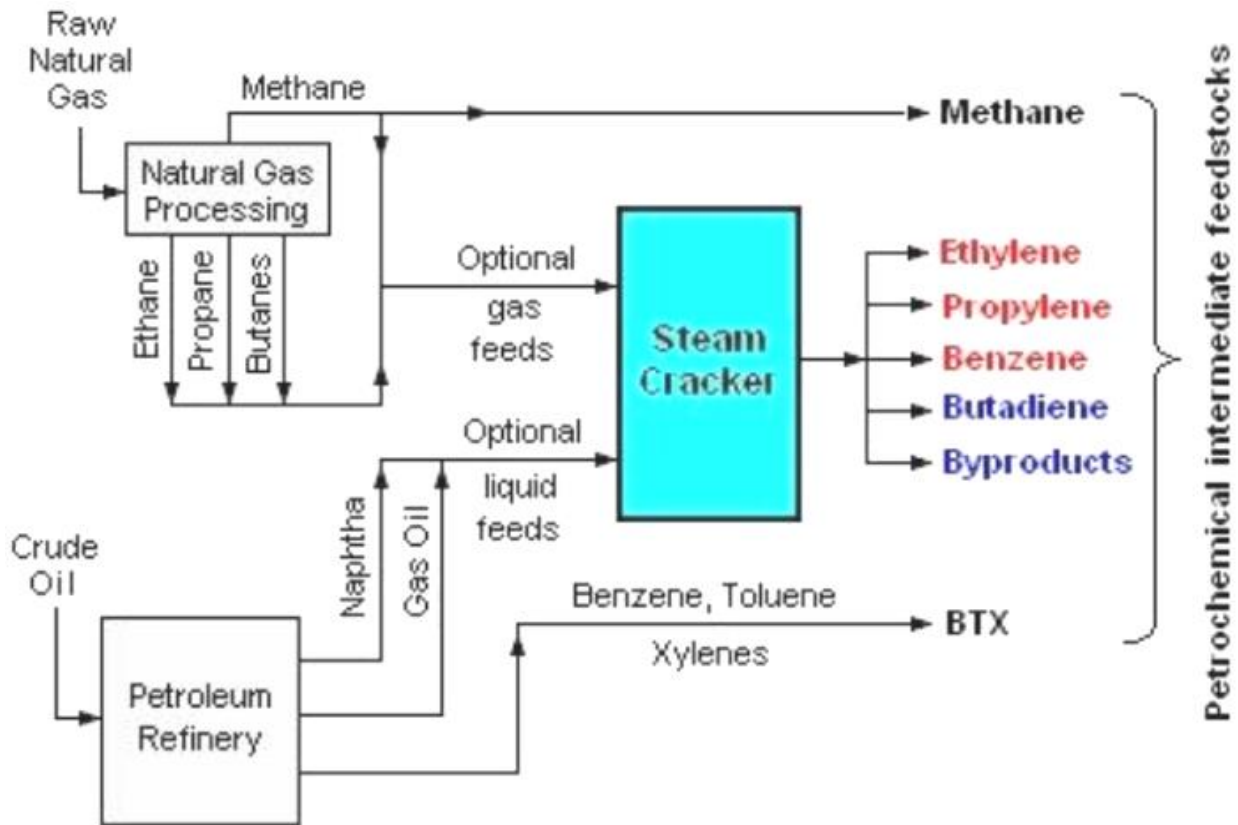 Raw
Natural
Gas
Methane
Methane
Natural Gas
Processing
Ethane
Propane
Butanes
Optional
gas
feeds
Steam
Cracker
Ethylene
Propylene
Benzene
Butadiene
Byproducts
Optional
liquid
feeds
Naphtha
Gas Oil
Crude
Oil
Petroleum
Refinery
Benzene, Toluene
Xylenes
BTX
Petrochemical intermediate feedstocks